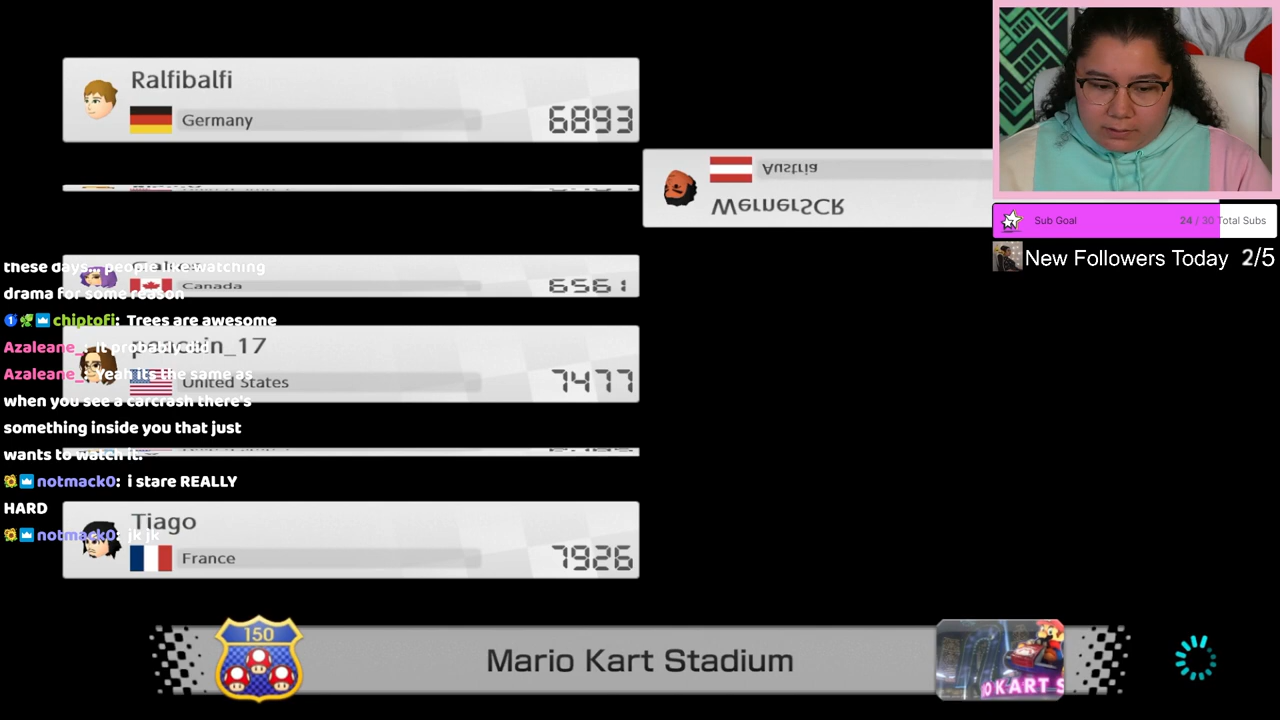 Ralfibalfi
Germany
6893
Austria
WernerSCR
Canada
6561
_17
United States
7477
Tiago
France
7926
these days... people like watching
drama for some reason
chiptofi: Trees are awesome
Azaleane_: It probably did
Azaleane_: Yeah its the same as
when you see a carcrash there's
something inside you that just
wants to watch it.
notmack0: i stare REALLY
HARD
notmack0: jk jk
Sub Goal
24 / 30 Total Subs
New Followers Today 2/5
150
Mario Kart Stadium
KART S